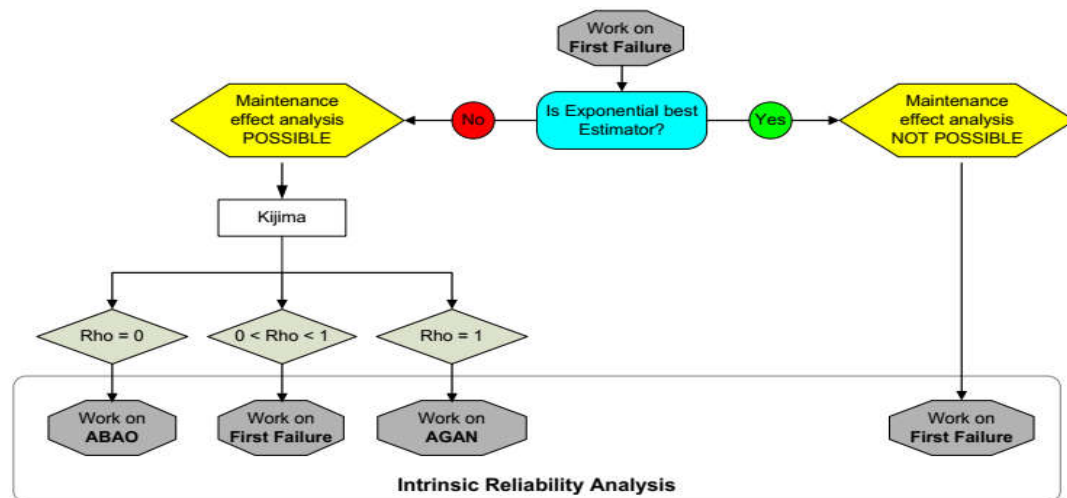 Work on
First Failure
Maintenance
effect analysis
POSSIBLE
No
Is Exponential best
Estimator?
Yes
Maintenance
effect analysis
NOT POSSIBLE
Kijima
Rho = 0
0 < Rho < 1
Rho = 1
Work on
ABAO
Work on
First Failure
Work on
AGAN
Work on
First Failure
Intrinsic Reliability Analysis